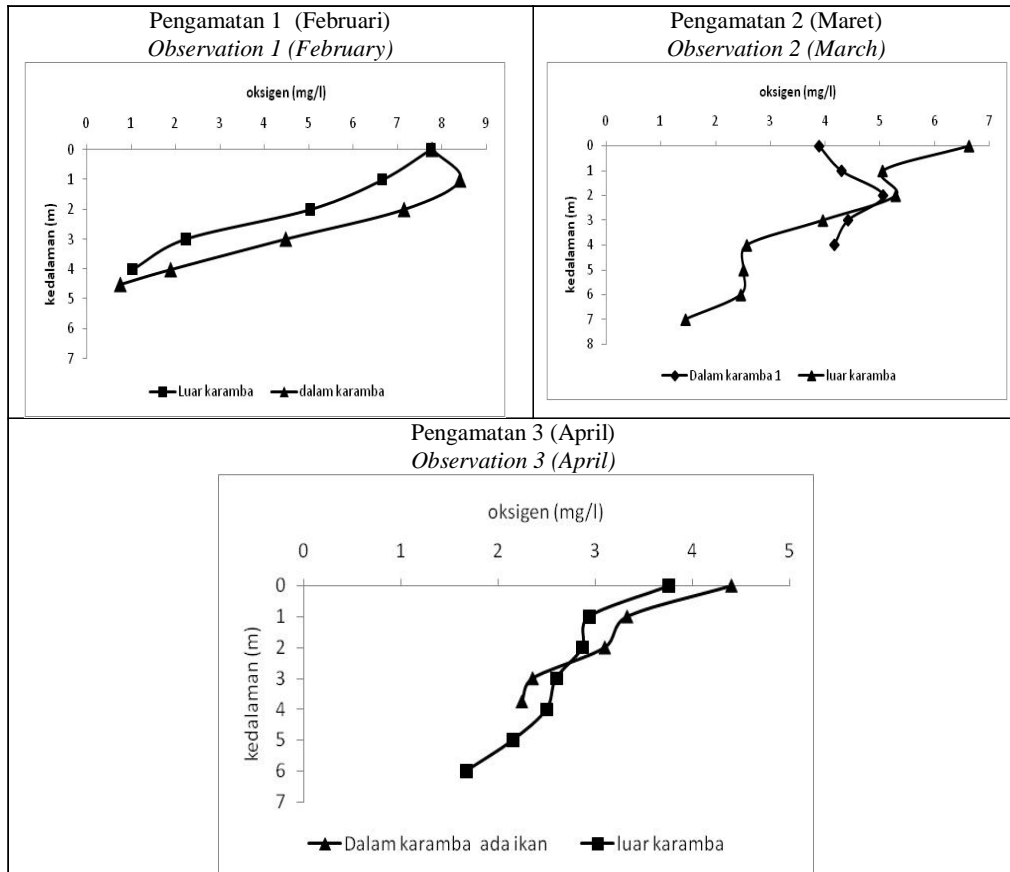 Pengamatan 1 (Februari)
Observation 1 (February)
oksigen (mg/l)
0 1 2 3 4 5 6 7 8 9
kedalaman (m)
0
1
2
3
4
5
6
7
Luar karamba dalam karamba
Pengamatan 2 (Maret)
Observation 2 (March)
oksigen (mg/l)
0 1 2 3 4 5 6 7
kedalaman (m)
0
1
2
3
4
5
6
7
8
Dalam karamba 1 luar karamba
Pengamatan 3 (April)
Observation 3 (April)
oksigen (mg/l)
0 1 2 3 4 5
kedalaman (m)
0
1
2
3
4
5
6
7
Dalam karamba ada ikan luar karamba